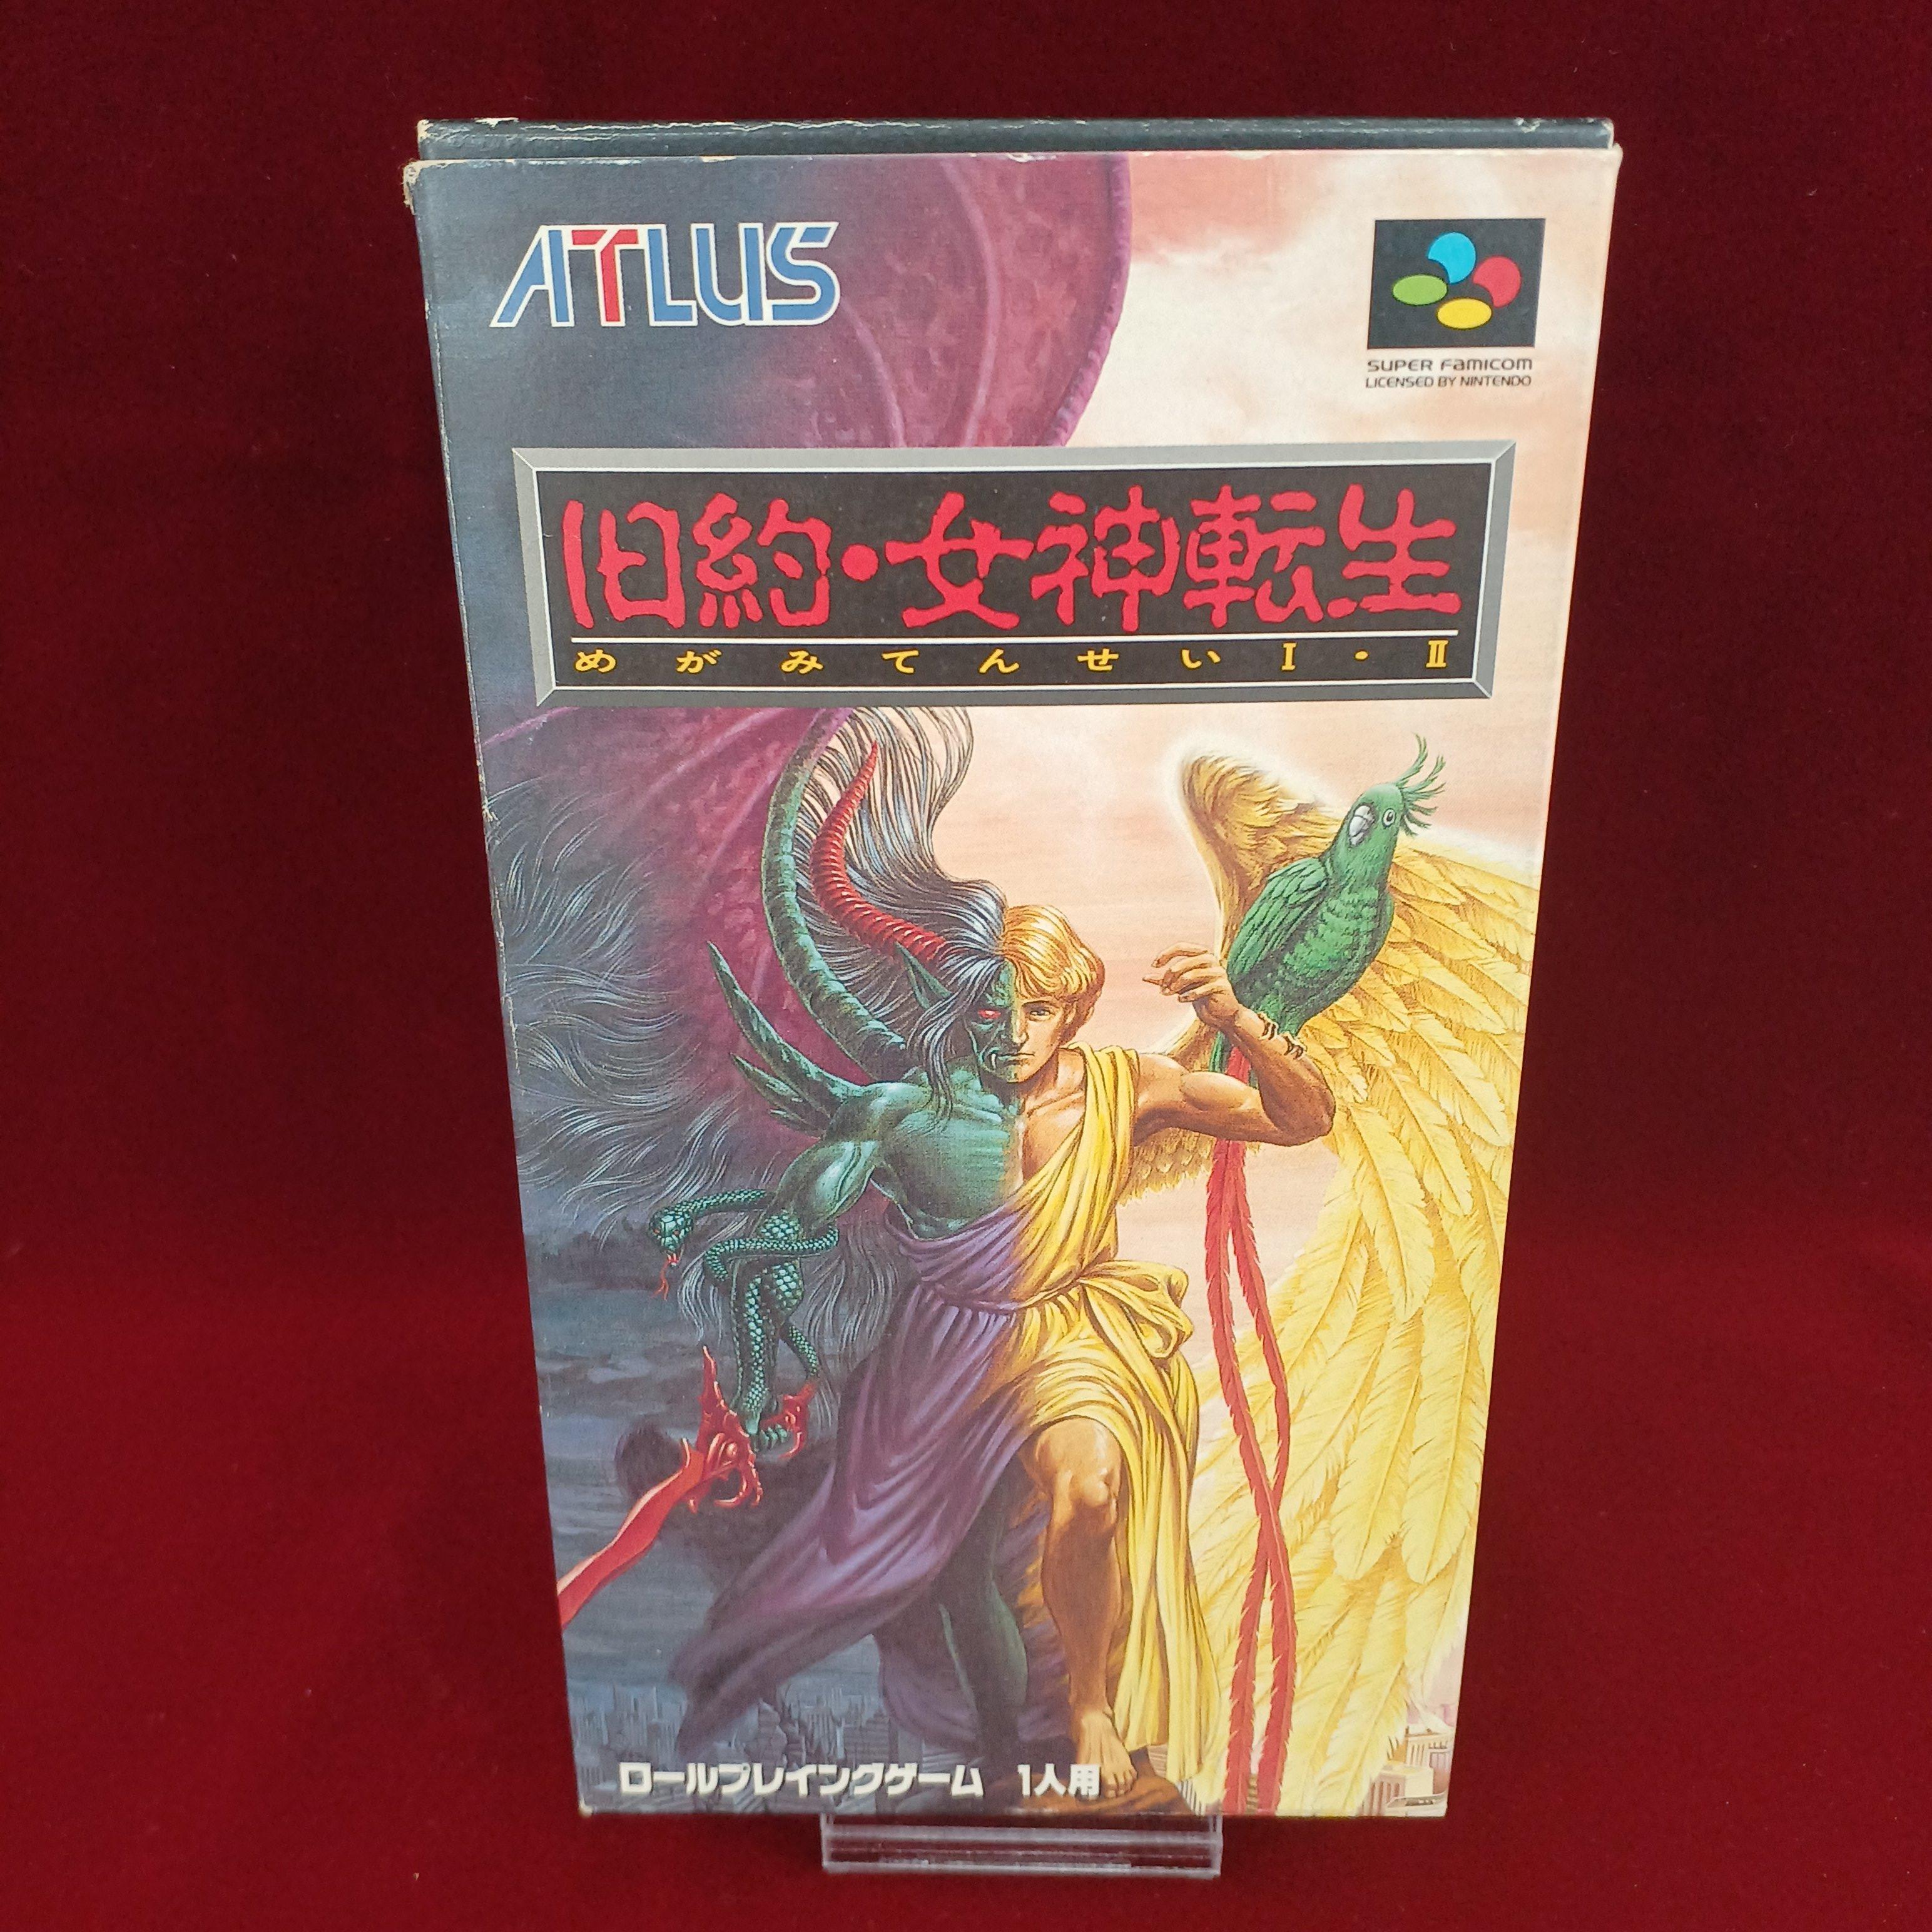 ATLUS
SUPER FAMICOM
LICENSED BY NINTENDO
旧約・女神転生
めがみてんせいⅠ・Ⅱ
ロールプレイングゲーム 1人用